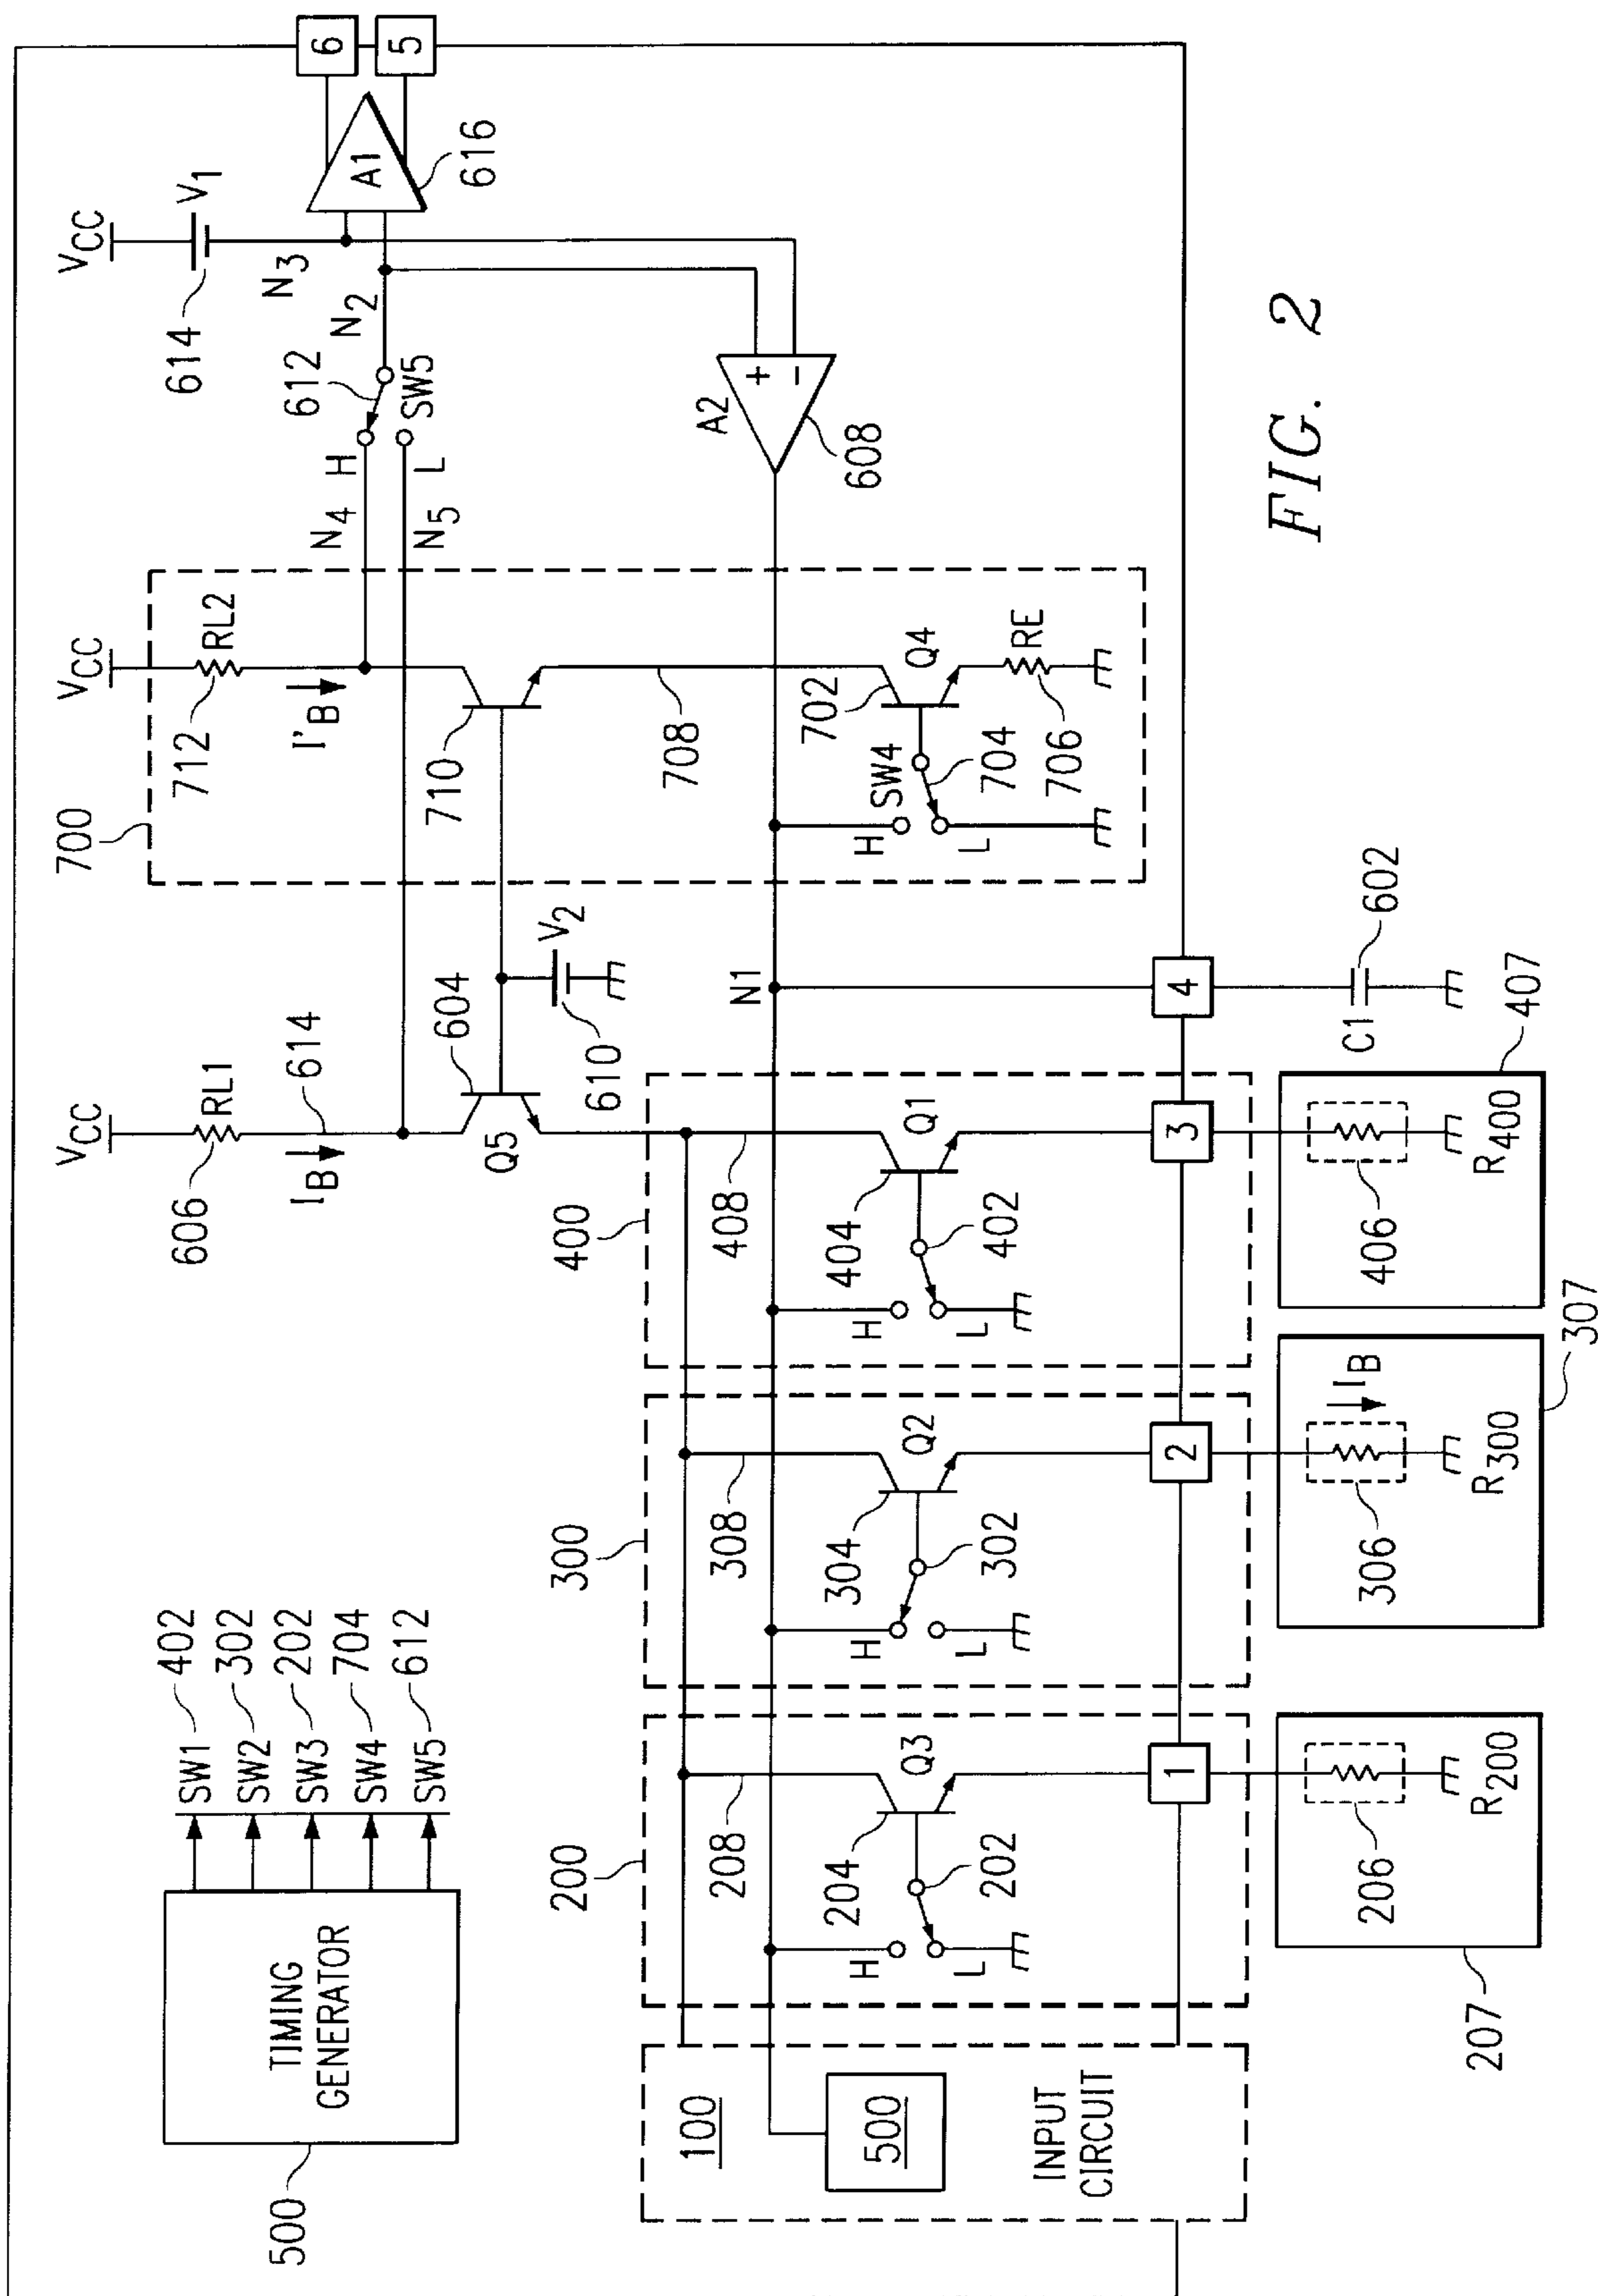 500
TIMING
GENERATOR
SW1 402
SW2 302
SW3 202
SW4 704
SW5 612
VCC
606
RL1
IB
614
604
Q5
610
V2
700
VCC
712
RL2
I'B
710
708
702
Q4
SW4
H
L
704
706
RE
N4
H
N5
L
612
SW5
614
VCC
V1
N3
N2
A1
616
6
5
A2
+
−
608
N1
100
500
INPUT
CIRCUIT
200
208
204
Q3
H
L
202
1
206
R200
207
300
308
304
Q2
H
L
302
2
306
IB
R300
307
400
408
404
Q1
H
L
402
3
406
R400
407
4
C1
602
FIG. 2